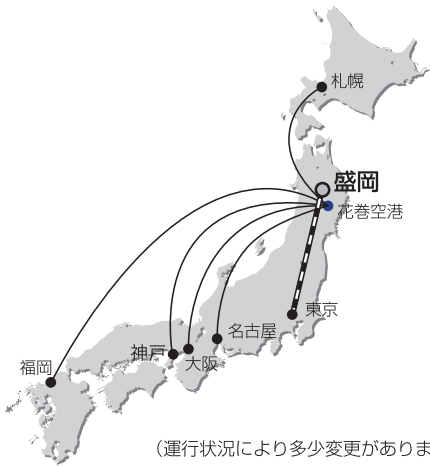 札幌
盛岡
花巻空港
東京
名古屋
神戸
大阪
福岡
（運行状況により多少変更がありま